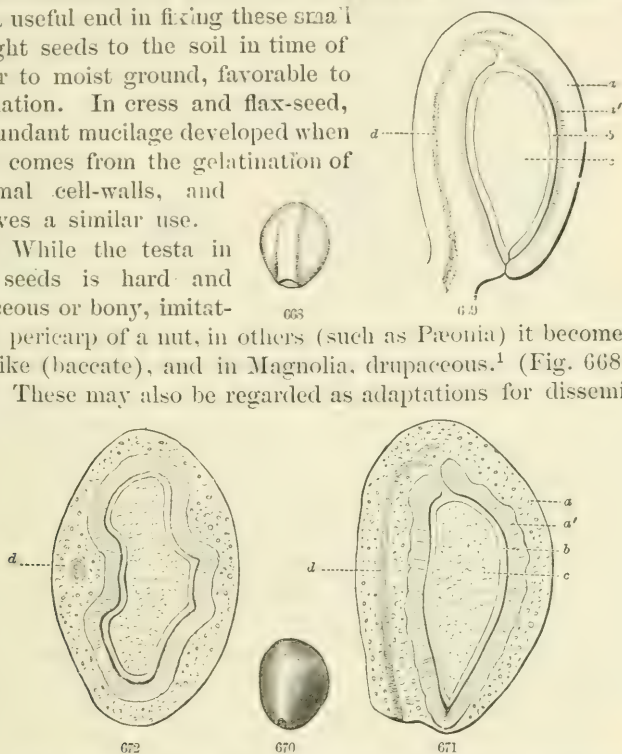 useful end in fixing these small
ght seeds to the soil in time of
r to moist ground, favorable to
ation. In cress and flax-seed,
undant mucilage developed when
comes from the gelatination of
mal cell-walls, and
ves a similar use.
While the testa in
seeds is hard and
ceous or bony, imitat-
pericarp of a nut, in others (such as Pæonia) it become
ike (baccate), and in Magnolia, drupaceous.¹ (Fig. 668
These may also be regarded as adaptations for dissemi
d
a
a'
b
c
668
669
d
d
a
a'
b
c
672
670
671